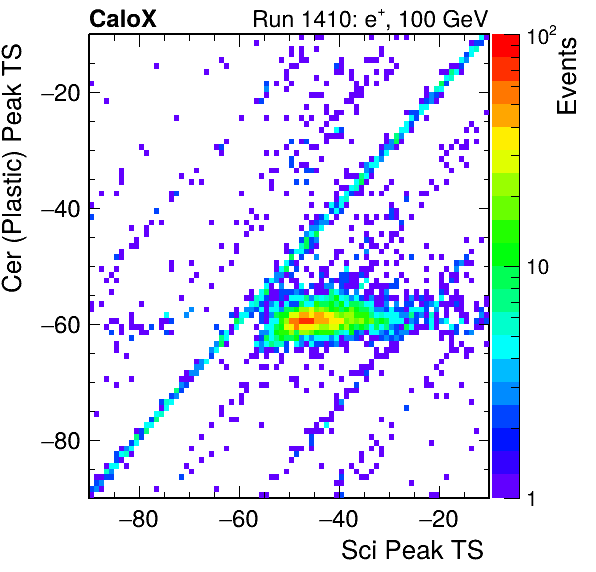 CaloX Run 1410: e⁺, 100 GeV
Cer (Plastic) Peak TS
−20
−40
−60
−80
−80 −60 −40 −20
Sci Peak TS
10²
10
1
Events